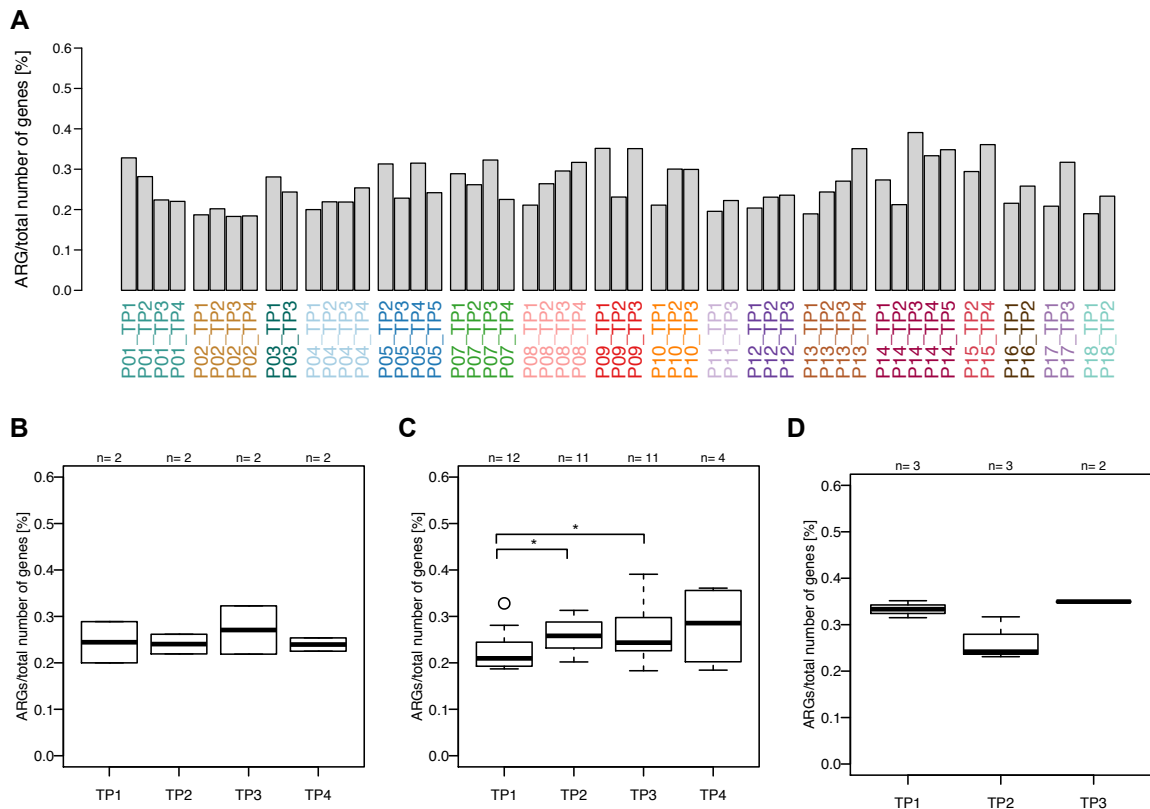 A
ARG/total number of genes [%]
0.6
0.5
0.4
0.3
0.2
0.1
0.0
P01_TP1
P01_TP2
P01_TP3
P01_TP4
P02_TP1
P02_TP2
P02_TP3
P02_TP4
P03_TP1
P03_TP3
P04_TP1
P04_TP2
P04_TP3
P04_TP4
P05_TP2
P05_TP3
P05_TP4
P05_TP5
P07_TP1
P07_TP2
P07_TP3
P07_TP4
P08_TP1
P08_TP2
P08_TP3
P08_TP4
P09_TP1
P09_TP2
P09_TP3
P10_TP1
P10_TP2
P10_TP3
P11_TP1
P11_TP3
P12_TP1
P12_TP2
P12_TP3
P13_TP1
P13_TP2
P13_TP3
P13_TP4
P14_TP1
P14_TP2
P14_TP3
P14_TP4
P14_TP5
P15_TP2
P15_TP4
P16_TP1
P16_TP2
P17_TP1
P17_TP3
P18_TP1
P18_TP2
B
n= 2 n= 2 n= 2 n= 2
ARGs/total number of genes [%]
0.6
0.5
0.4
0.3
0.2
0.1
0.0
TP1 TP2 TP3 TP4
C
n= 12 n= 11 n= 11 n= 4
ARGs/total number of genes [%]
0.6
0.5
0.4
0.3
0.2
0.1
0.0
*
*
TP1 TP2 TP3 TP4
D
n= 3 n= 3 n= 2
ARGs/total number of genes [%]
0.6
0.5
0.4
0.3
0.2
0.1
0.0
TP1 TP2 TP3